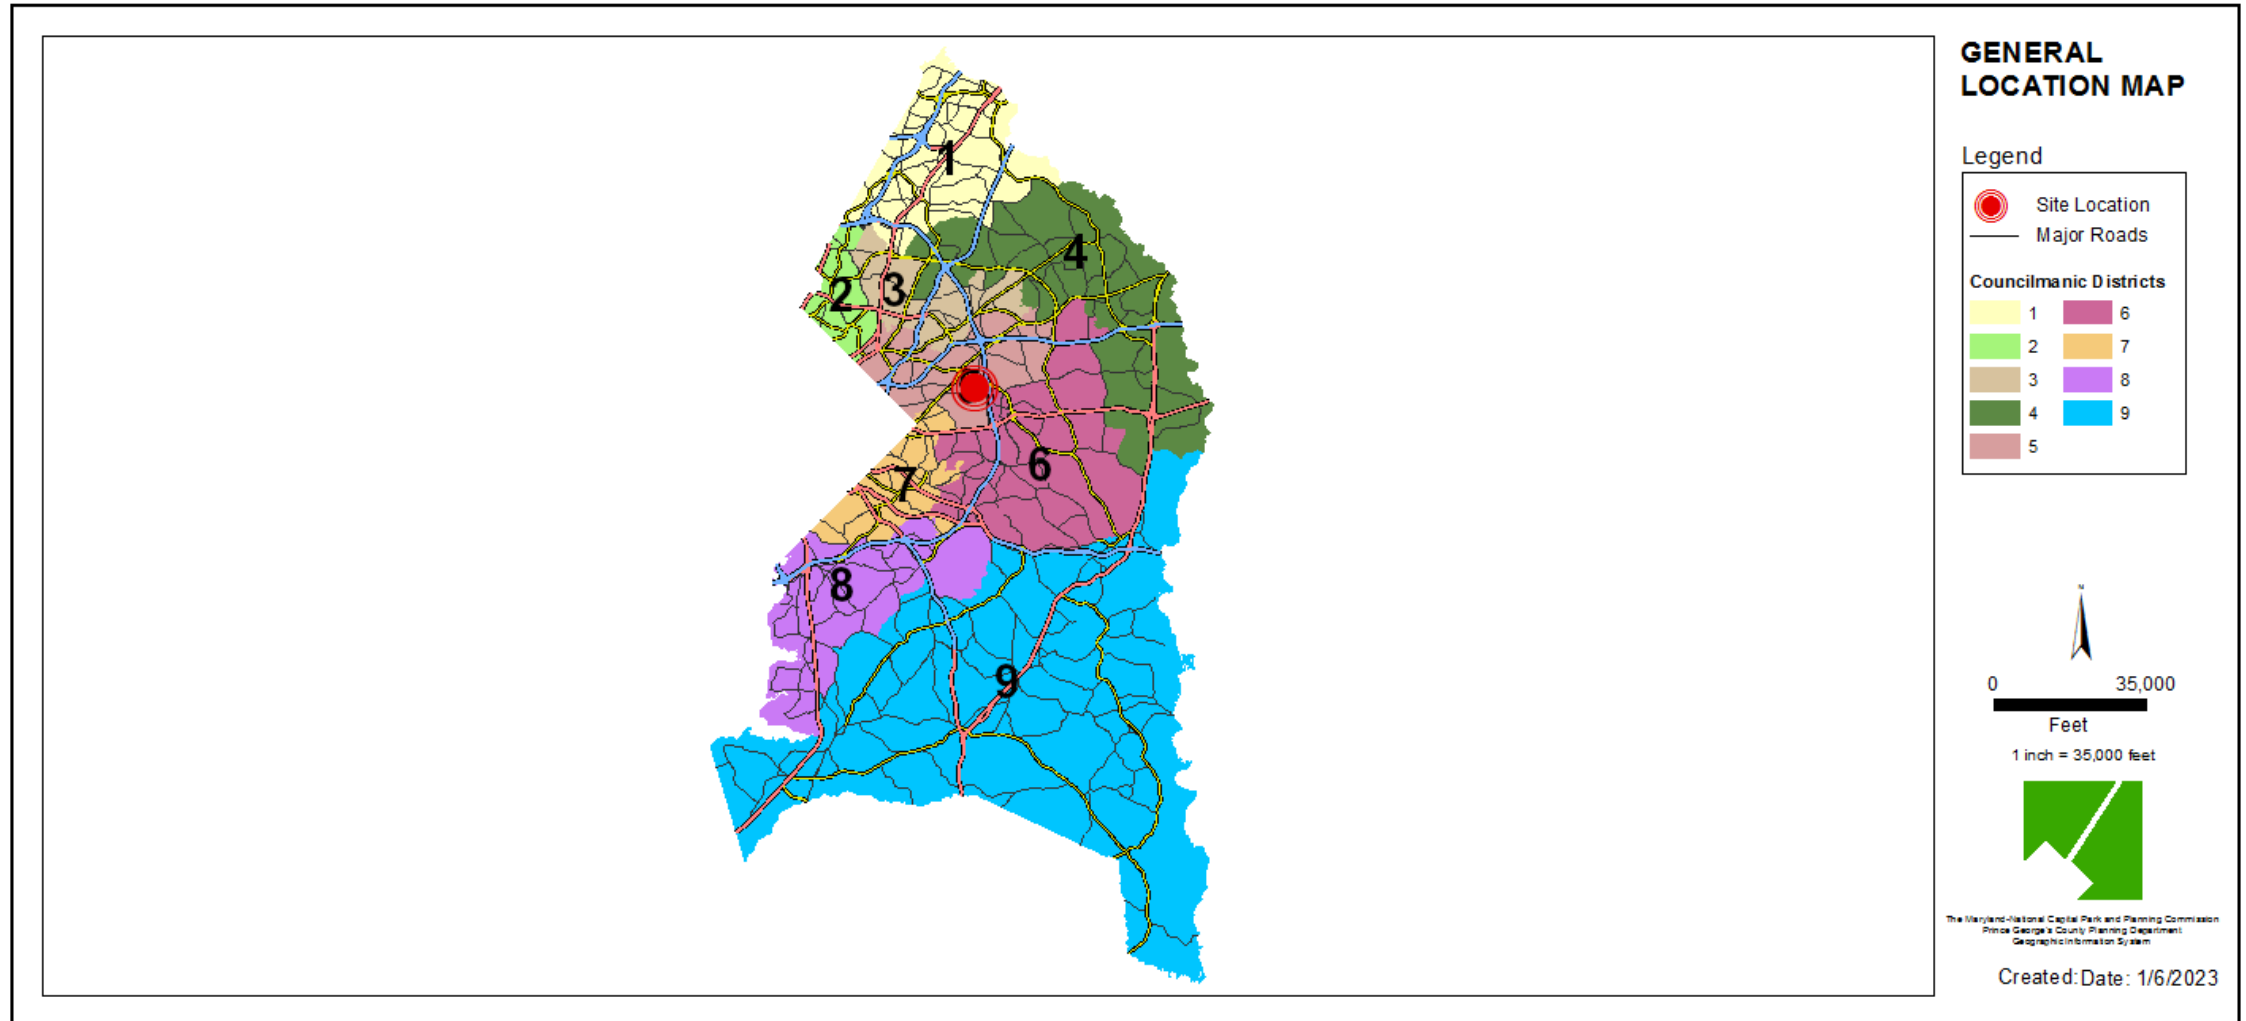 GENERAL
LOCATION MAP
Legend
Site Location
Major Roads
Councilmanic Districts
1 6
2 7
3 8
4 9
5
1
4
2
3
6
7
8
9
N
0 35,000
Feet
1 inch = 35,000 feet
The Maryland-National Capital Park and Planning Commission
Prince George's County Planning Department
Geographic Information System
Created: Date: 1/6/2023